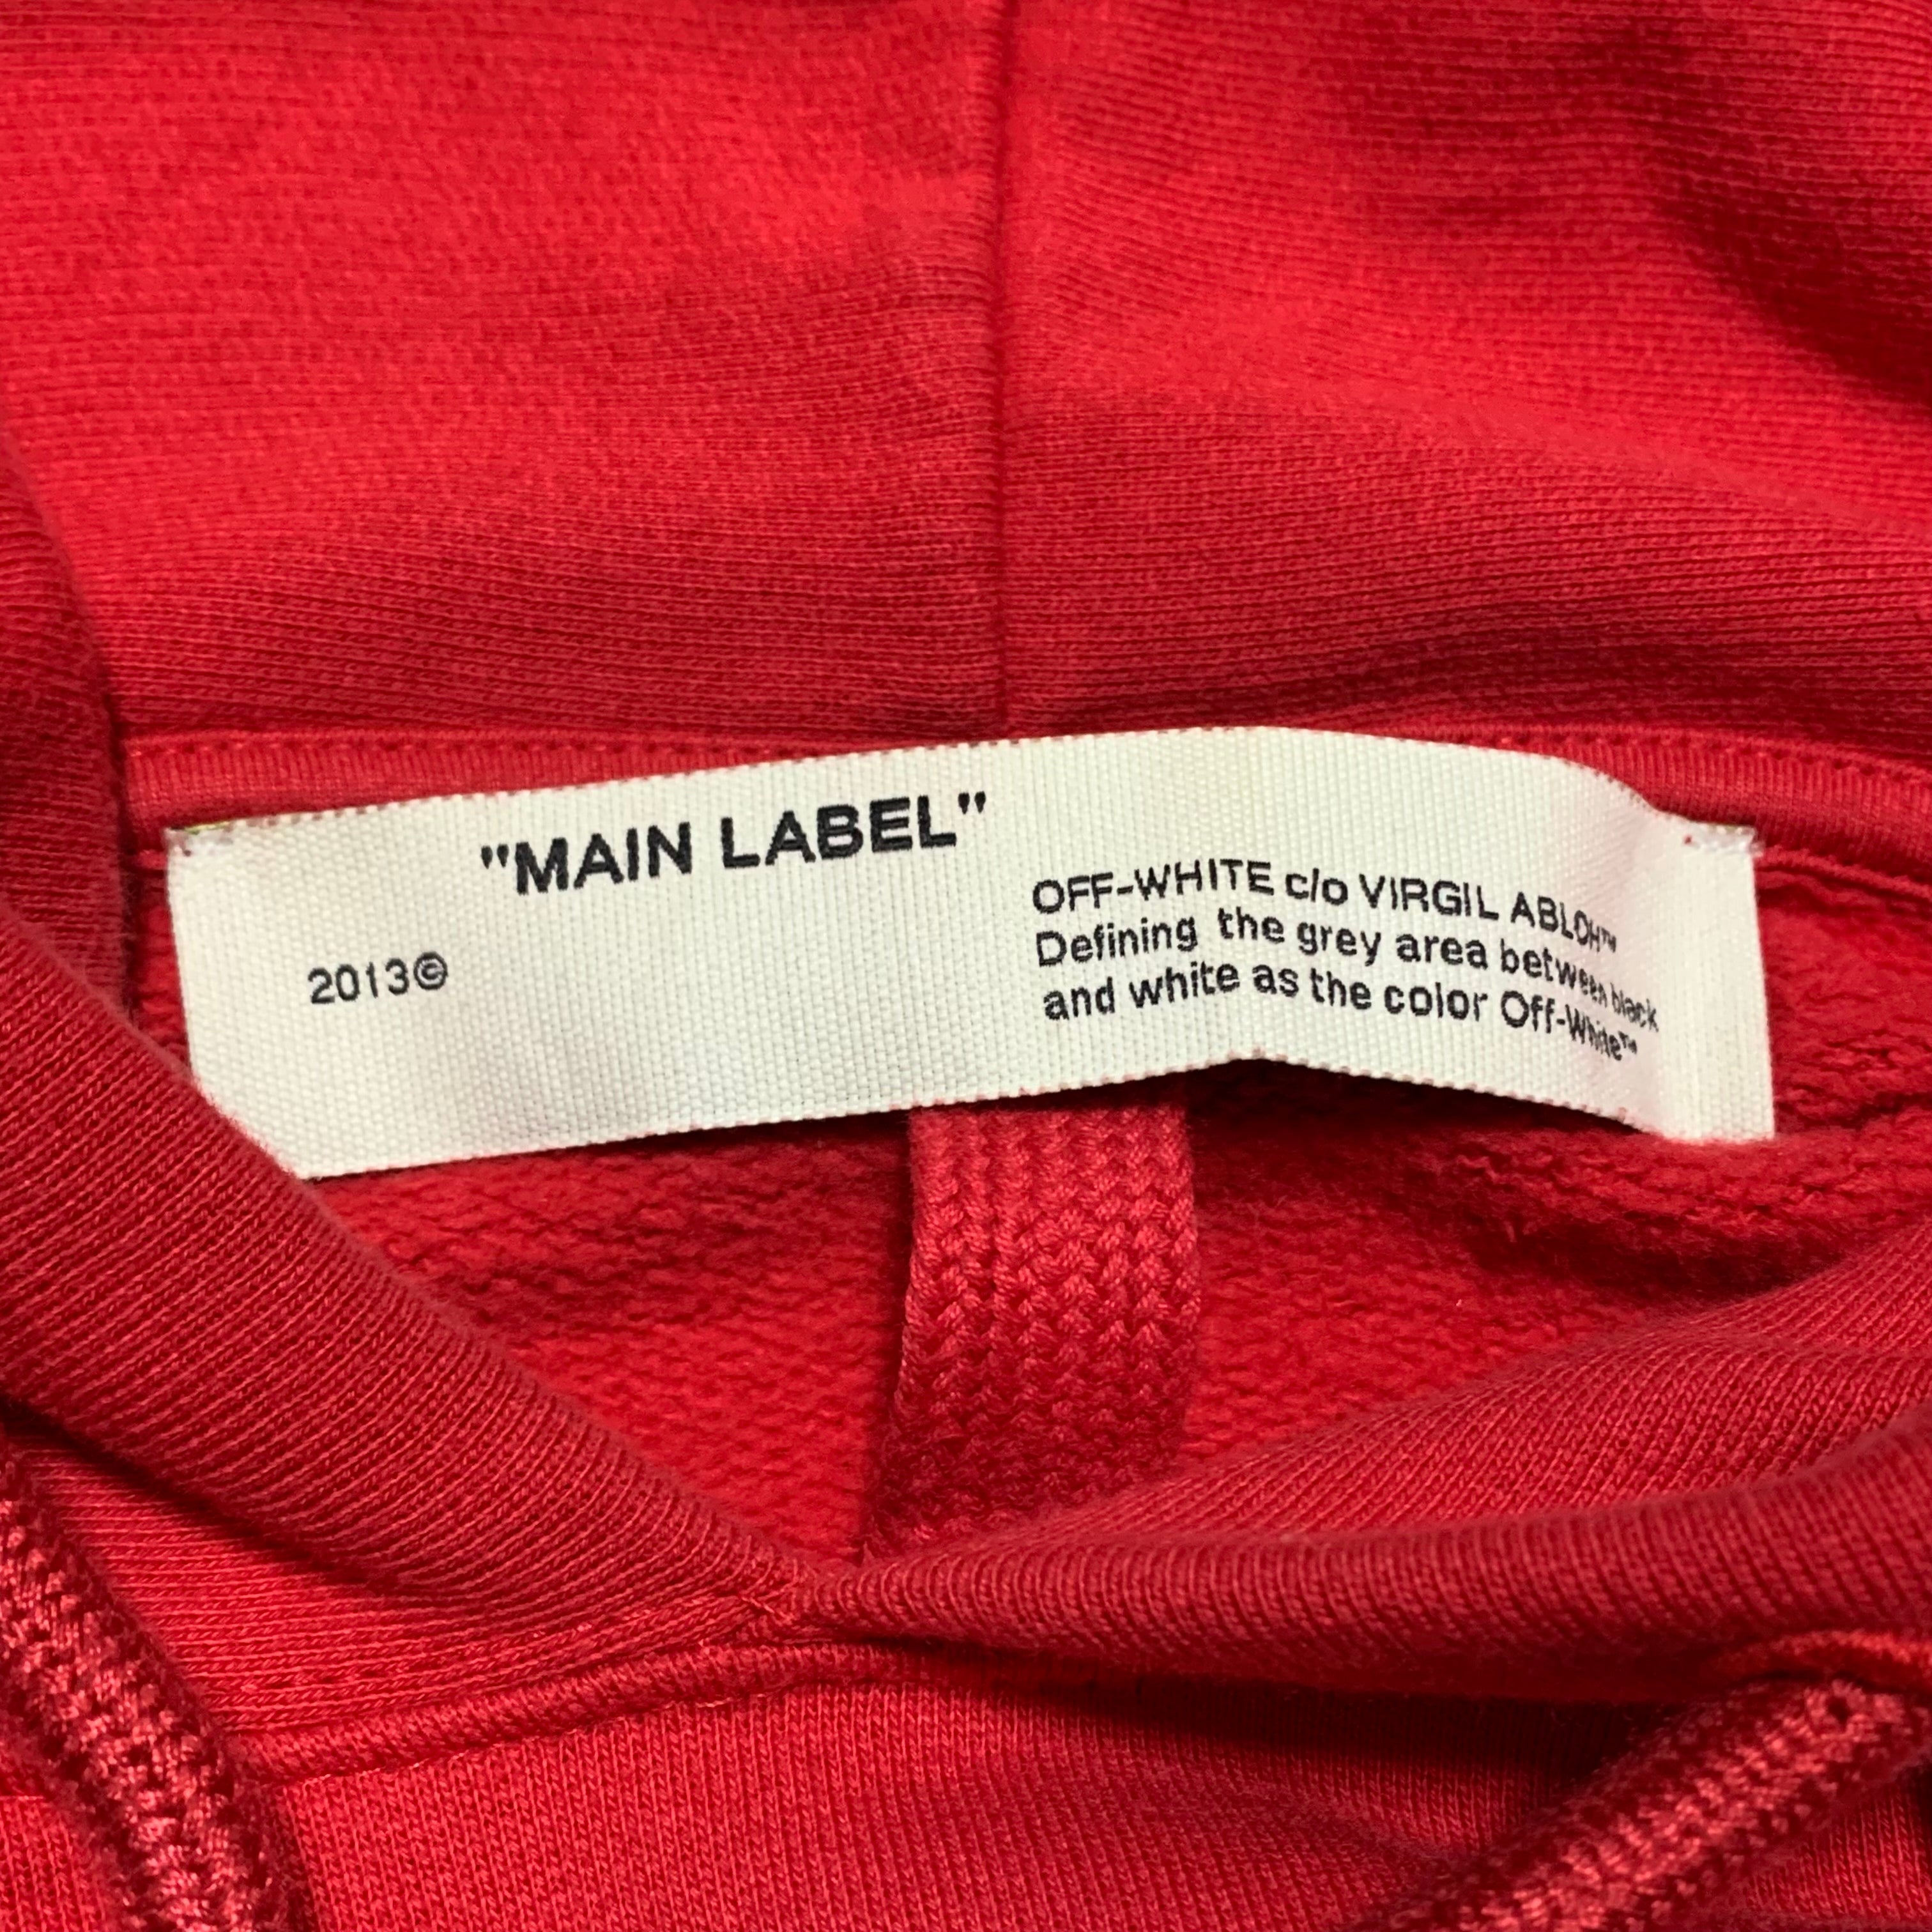 "MAIN LABEL"
2013©
OFF-WHITE c/o VIRGIL ABLOH™
Defining the grey area between black
and white as the color Off-White™